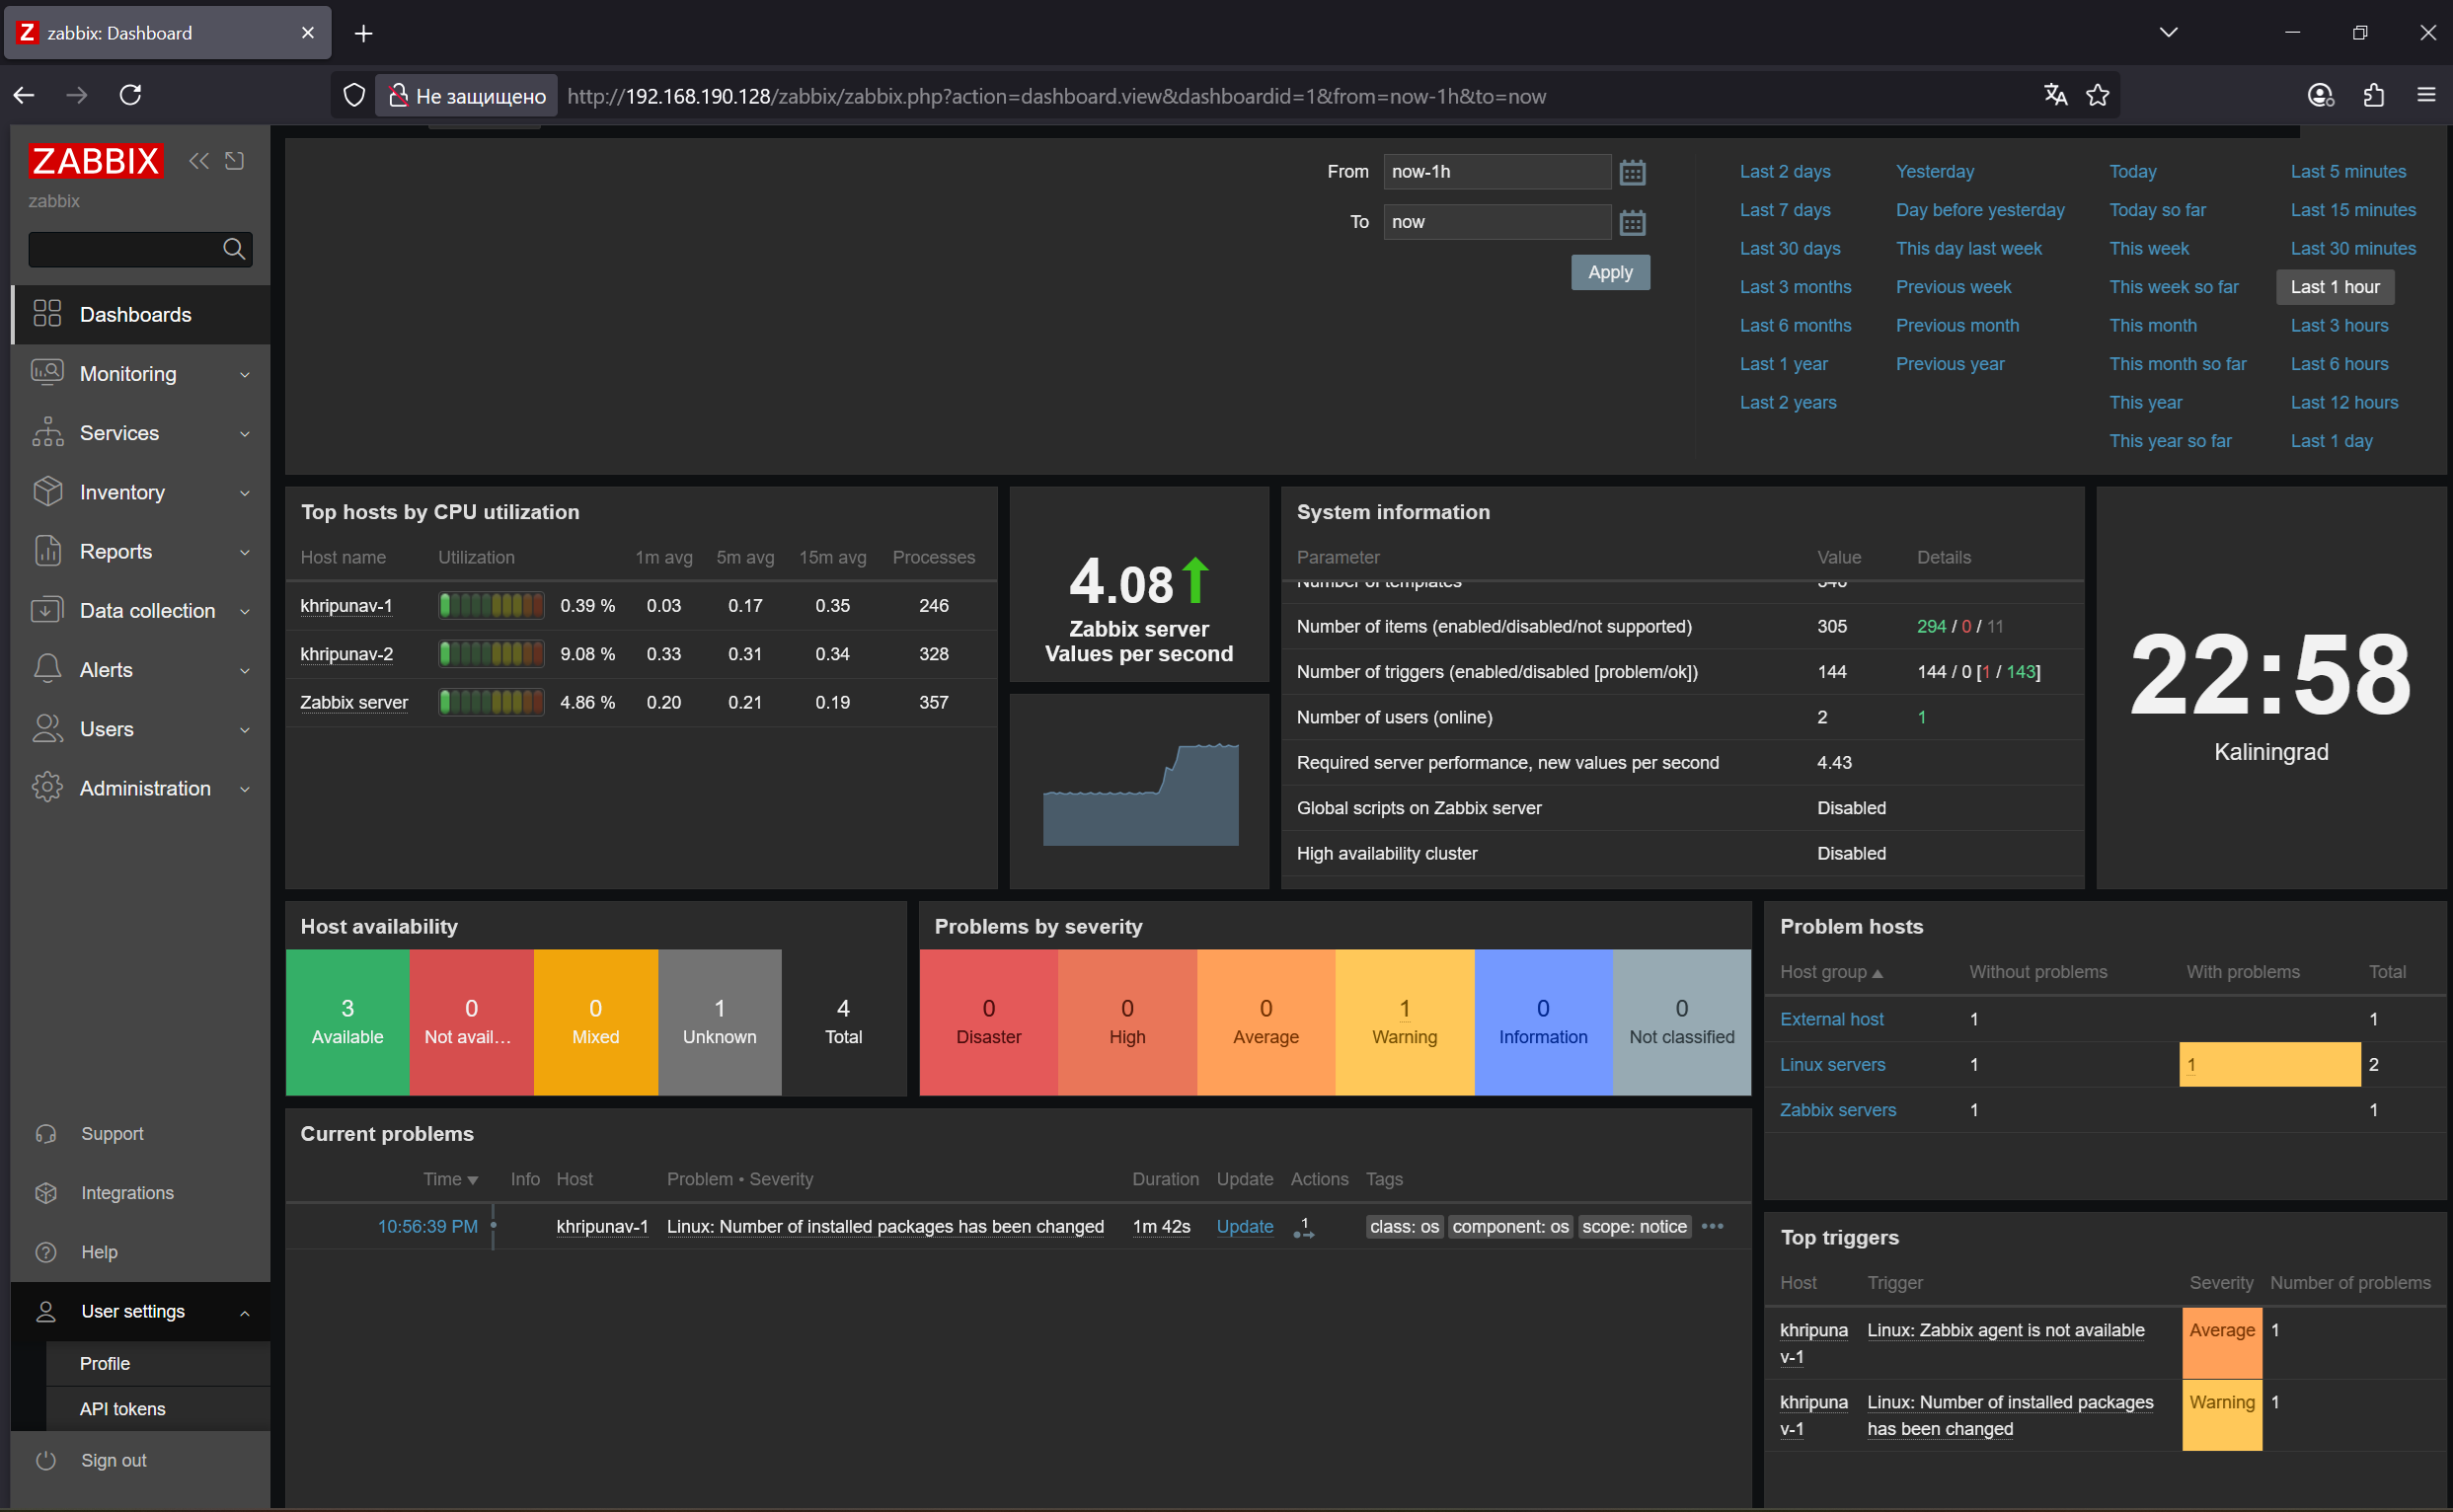 zabbix: Dashboard
Не защищено http://192.168.190.128/zabbix/zabbix.php?action=dashboard.view&dashboardid=1&from=now-1h&to=now
ZABBIX
zabbix
Dashboards
Monitoring
Services
Inventory
Reports
Data collection
Alerts
Users
Administration
Support
Integrations
Help
User settings
Profile
API tokens
Sign out
From now-1h
To now
Apply
Last 2 days Yesterday Today Last 5 minutes
Last 7 days Day before yesterday Today so far Last 15 minutes
Last 30 days This day last week This week Last 30 minutes
Last 3 months Previous week This week so far Last 1 hour
Last 6 months Previous month This month Last 3 hours
Last 1 year Previous year This month so far Last 6 hours
Last 2 years This year Last 12 hours
This year so far Last 1 day
Top hosts by CPU utilization
Host name Utilization 1m avg 5m avg 15m avg Processes
khripunav-1 0.39 % 0.03 0.17 0.35 246
khripunav-2 9.08 % 0.33 0.31 0.34 328
Zabbix server 4.86 % 0.20 0.21 0.19 357
4.08
Zabbix server
Values per second
System information
Parameter Value Details
Number of templates
Number of items (enabled/disabled/not supported) 305 294 / 0 / 11
Number of triggers (enabled/disabled [problem/ok]) 144 144 / 0 [1 / 143]
Number of users (online) 2 1
Required server performance, new values per second 4.43
Global scripts on Zabbix server Disabled
High availability cluster Disabled
22:58
Kaliningrad
Host availability
3 Available
0 Not avail...
0 Mixed
1 Unknown
4 Total
Problems by severity
0 Disaster
0 High
0 Average
1 Warning
0 Information
0 Not classified
Problem hosts
Host group Without problems With problems Total
External host 1 1
Linux servers 1 1 2
Zabbix servers 1 1
Current problems
Time Info Host Problem • Severity Duration Update Actions Tags
10:56:39 PM khripunav-1 Linux: Number of installed packages has been changed 1m 42s Update 1 class: os component: os scope: notice
Top triggers
Host Trigger Severity Number of problems
khripuna Linux: Zabbix agent is not available Average 1
v-1
khripuna Linux: Number of installed packages Warning 1
v-1 has been changed